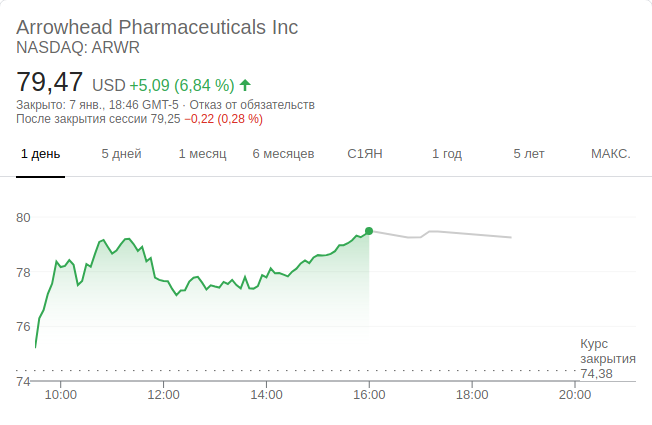 Arrowhead Pharmaceuticals Inc
NASDAQ: ARWR
79,47 USD +5,09 (6,84 %)
Закрыто: 7 янв., 18:46 GMT-5 · Отказ от обязательств
После закрытия сессии 79,25 −0,22 (0,28 %)
1 день 5 дней 1 месяц 6 месяцев С1ЯН 1 год 5 лет МАКС.
80
78
76
Курс
закрытия
74,38
74
10:00 12:00 14:00 16:00 18:00 20:00